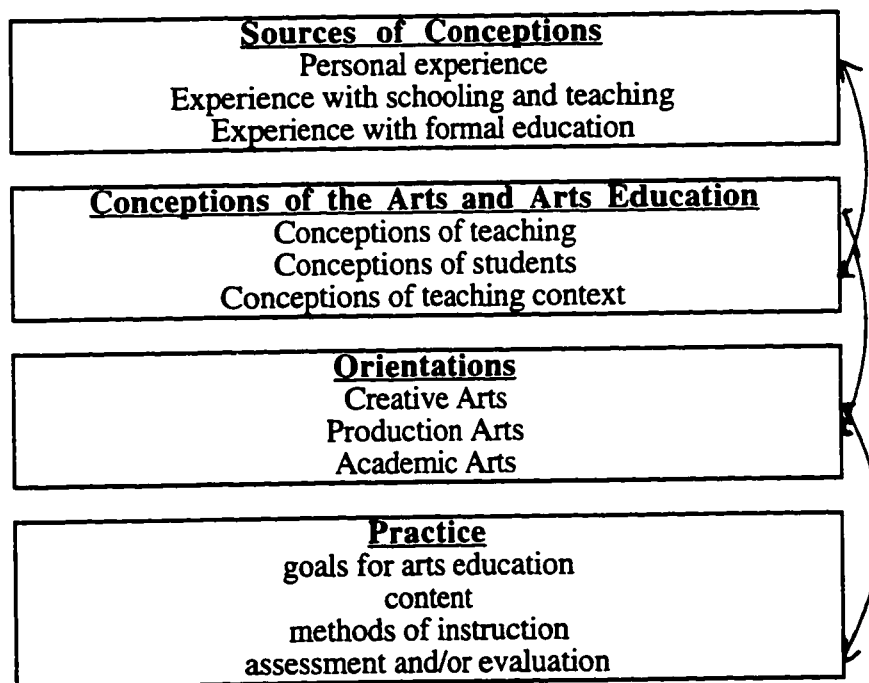 Sources of Conceptions
Personal experience
Experience with schooling and teaching
Experience with formal education
Conceptions of the Arts and Arts Education
Conceptions of teaching
Conceptions of students
Conceptions of teaching context
Orientations
Creative Arts
Production Arts
Academic Arts
Practice
goals for arts education
content
methods of instruction
assessment and/or evaluation